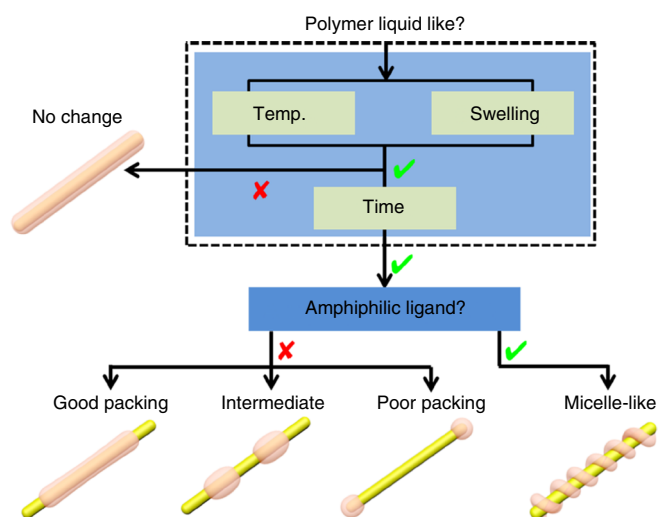 Polymer liquid like?
Temp.
Swelling
No change
Time
Amphiphilic ligand?
Good packing
Intermediate
Poor packing
Micelle-like